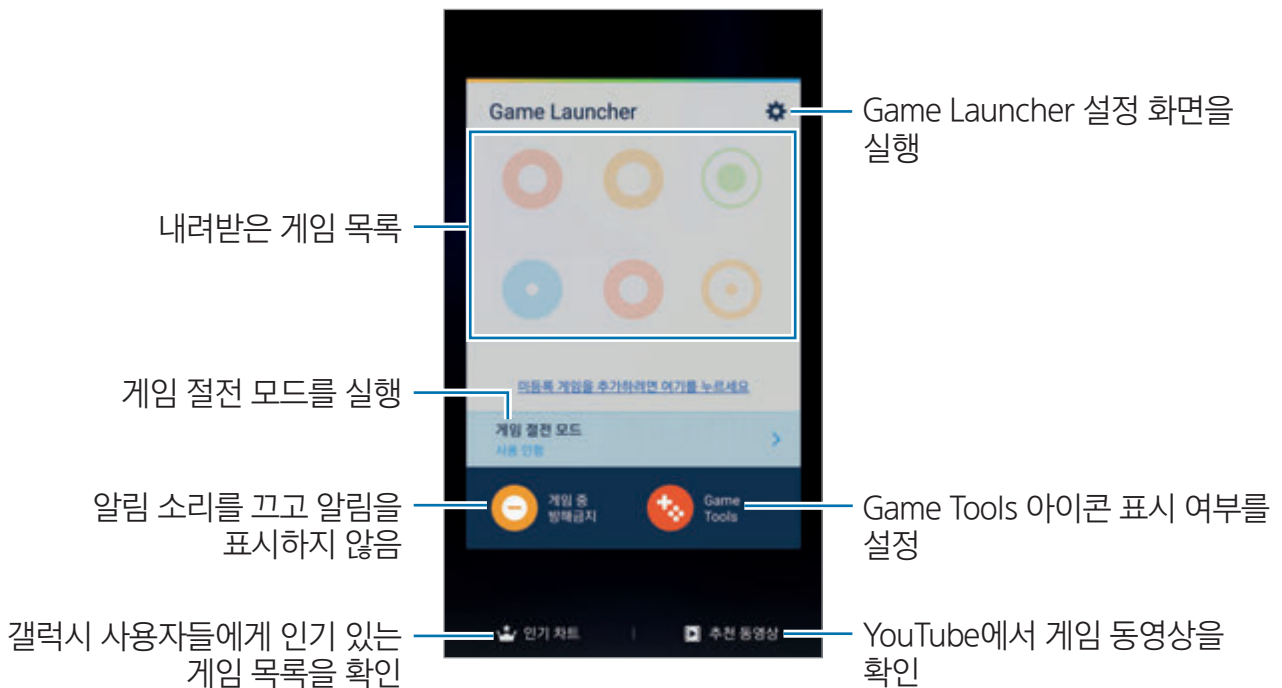 Game Launcher
Game Launcher 설정 화면을
실행
내려받은 게임 목록
미등록 게임을 추가하려면 여기를 누르세요
게임 절전 모드를 실행
게임 절전 모드
사용 안함
알림 소리를 끄고 알림을
표시하지 않음
게임 중
방해금지
Game
Tools
Game Tools 아이콘 표시 여부를
설정
갤럭시 사용자들에게 인기 있는
게임 목록을 확인
인기 차트
추천 동영상
YouTube에서 게임 동영상을
확인